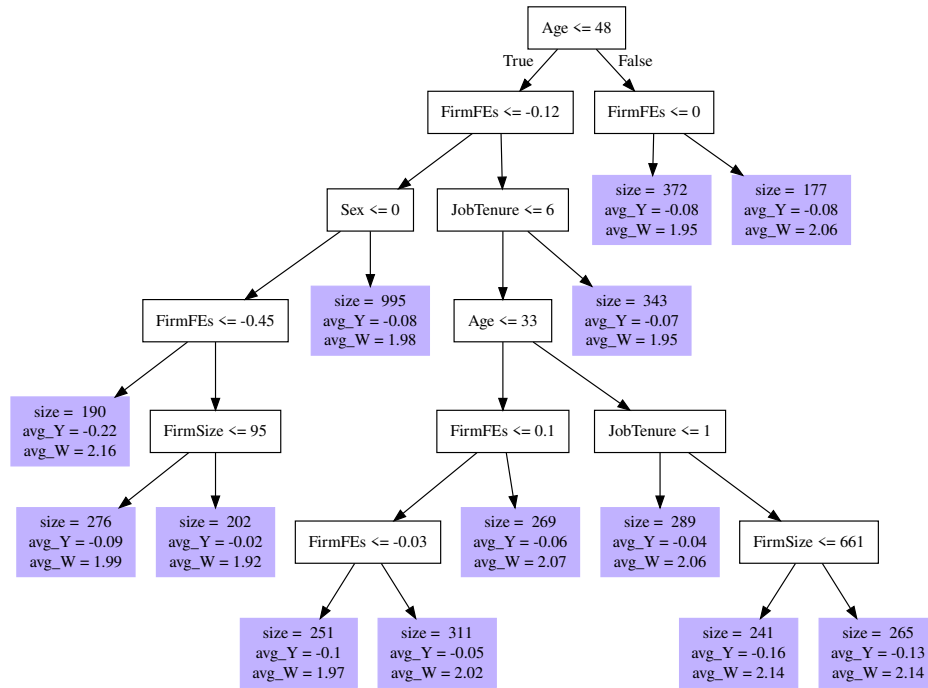 Age <= 48
True
False
FirmFEs <= -0.12
FirmFEs <= 0
Sex <= 0
JobTenure <= 6
size = 372
avg_Y = -0.08
avg_W = 1.95
size = 177
avg_Y = -0.08
avg_W = 2.06
FirmFEs <= -0.45
size = 995
avg_Y = -0.08
avg_W = 1.98
Age <= 33
size = 343
avg_Y = -0.07
avg_W = 1.95
size = 190
avg_Y = -0.22
avg_W = 2.16
FirmSize <= 95
FirmFEs <= 0.1
JobTenure <= 1
size = 276
avg_Y = -0.09
avg_W = 1.99
size = 202
avg_Y = -0.02
avg_W = 1.92
FirmFEs <= -0.03
size = 269
avg_Y = -0.06
avg_W = 2.07
size = 289
avg_Y = -0.04
avg_W = 2.06
FirmSize <= 661
size = 251
avg_Y = -0.1
avg_W = 1.97
size = 311
avg_Y = -0.05
avg_W = 2.02
size = 241
avg_Y = -0.16
avg_W = 2.14
size = 265
avg_Y = -0.13
avg_W = 2.14